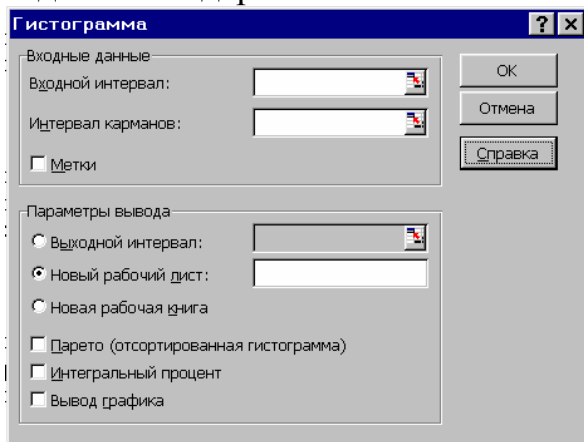 Гистограмма
Входные данные
Входной интервал:
Интервал карманов:
Метки
OK
Отмена
Справка
Параметры вывода
Выходной интервал:
Новый рабочий лист:
Новая рабочая книга
Парето (отсортированная гистограмма)
Интегральный процент
Вывод графика